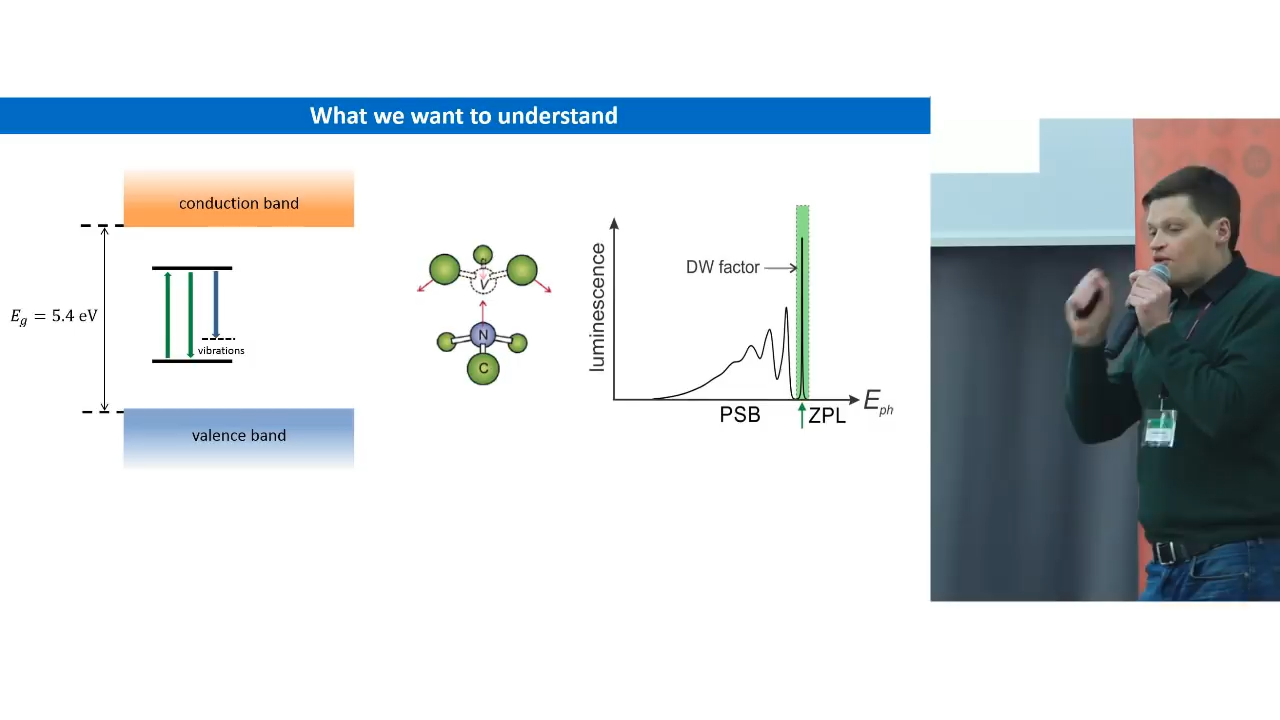 What we want to understand
conduction band
E_g = 5.4 eV
vibrations
valence band
V
N
C
luminescence
DW factor
PSB
ZPL
E_ph